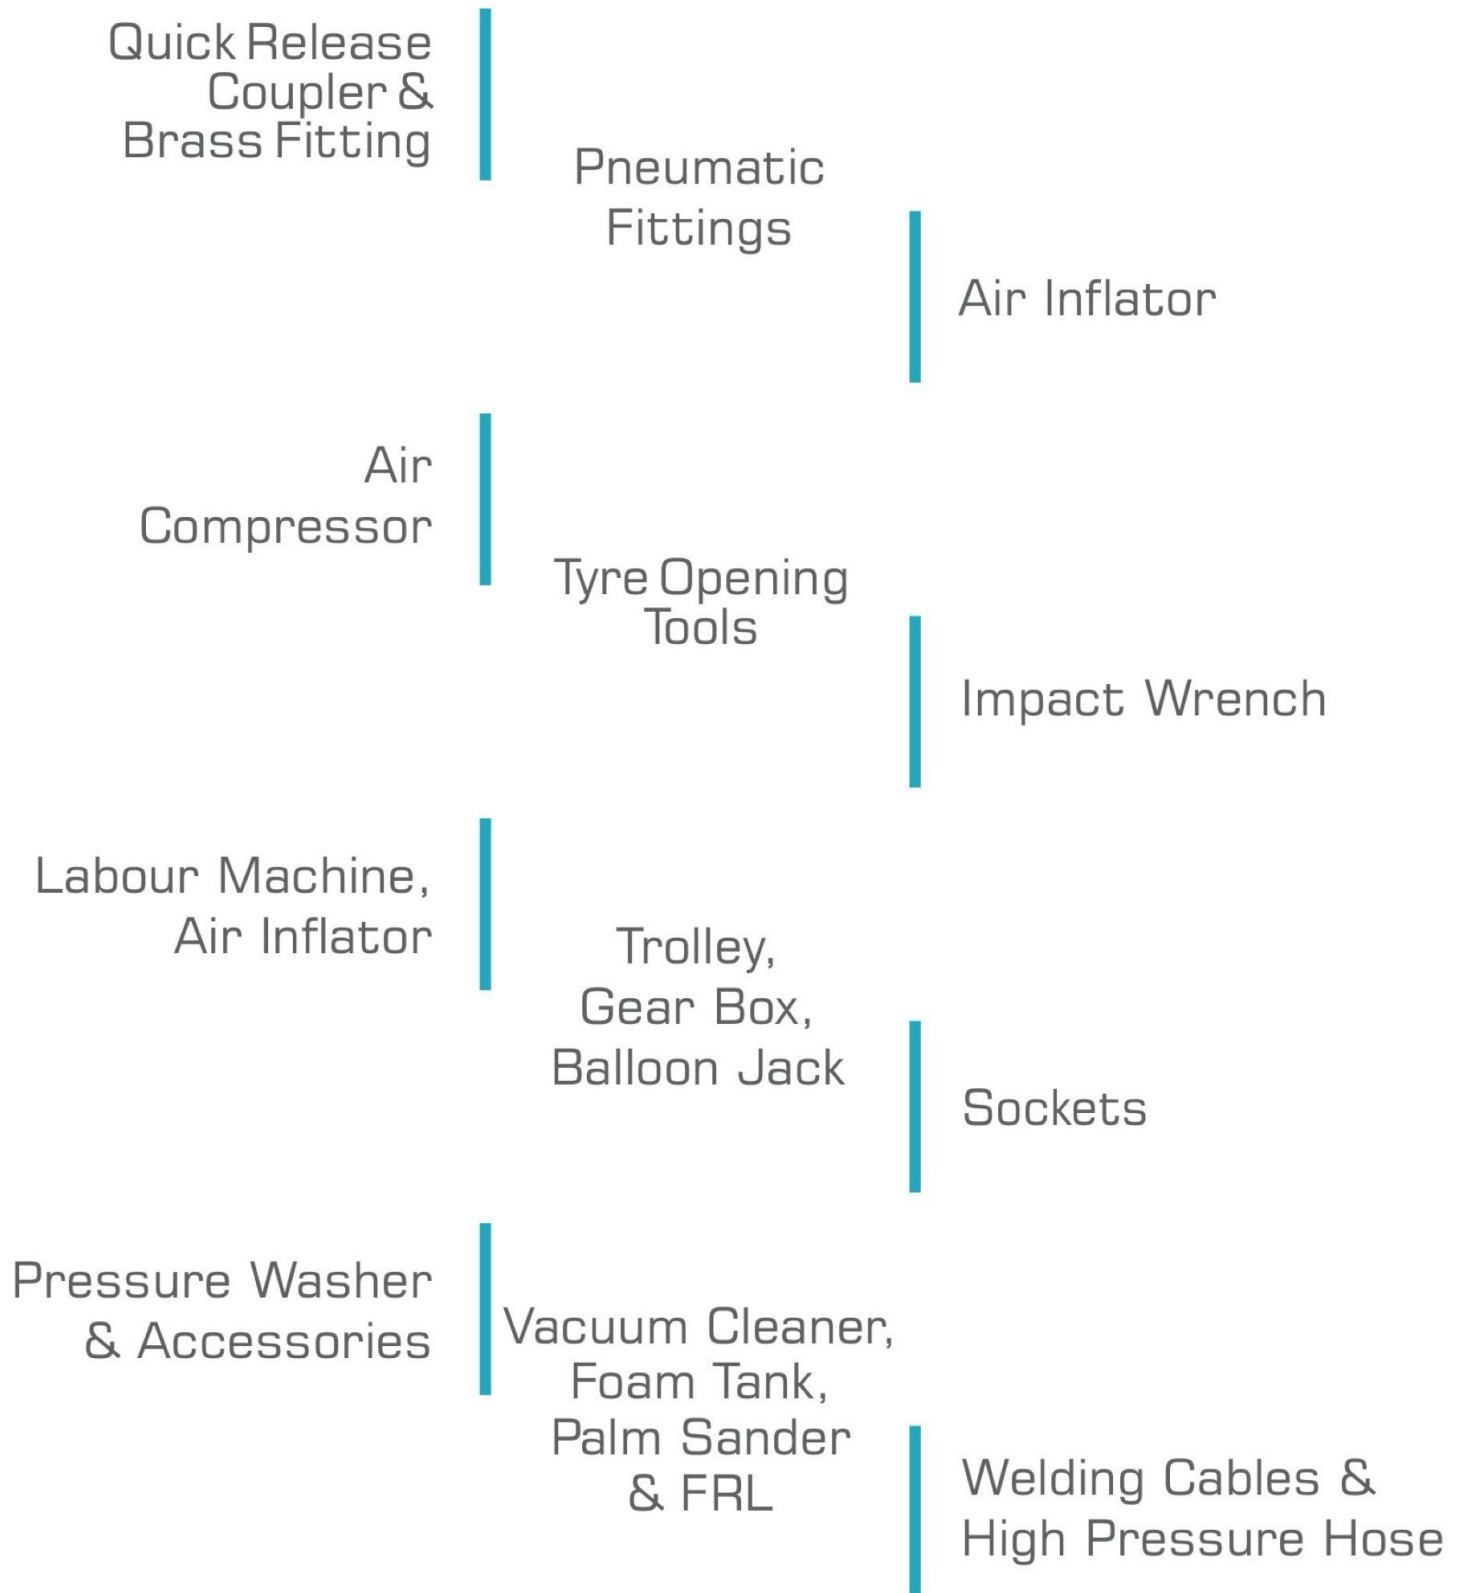 Quick Release
Coupler &
Brass Fitting
Pneumatic
Fittings
Air Inflator
Air
Compressor
Tyre Opening
Tools
Impact Wrench
Labour Machine,
Air Inflator
Trolley,
Gear Box,
Balloon Jack
Sockets
Pressure Washer
& Accessories
Vacuum Cleaner,
Foam Tank,
Palm Sander
& FRL
Welding Cables &
High Pressure Hose